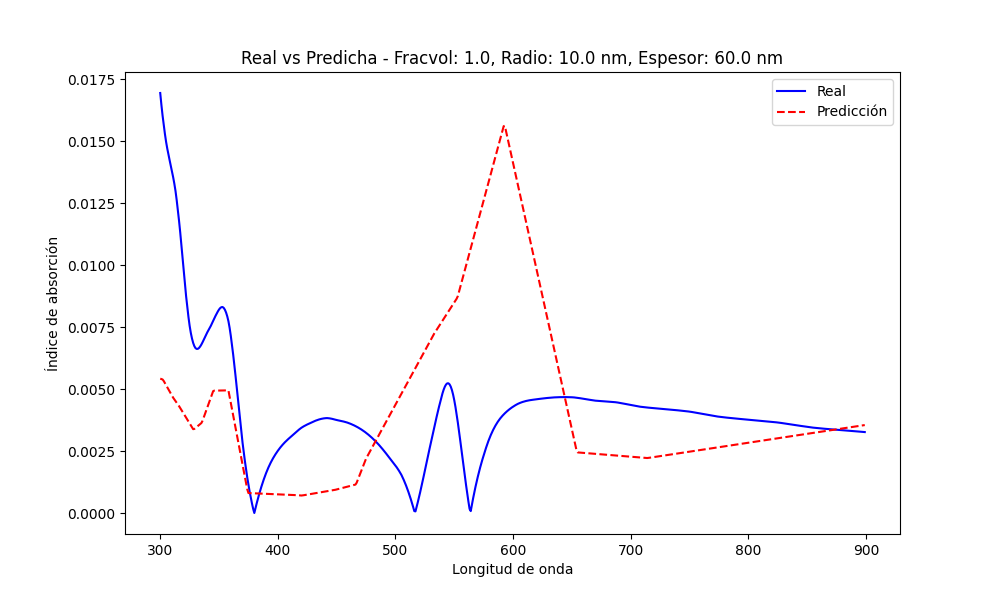 Real vs Predicha - Fracvol: 1.0, Radio: 10.0 nm, Espesor: 60.0 nm
Real
Predicción
Índice de absorción
0.0175
0.0150
0.0125
0.0100
0.0075
0.0050
0.0025
0.0000
300 400 500 600 700 800 900
Longitud de onda